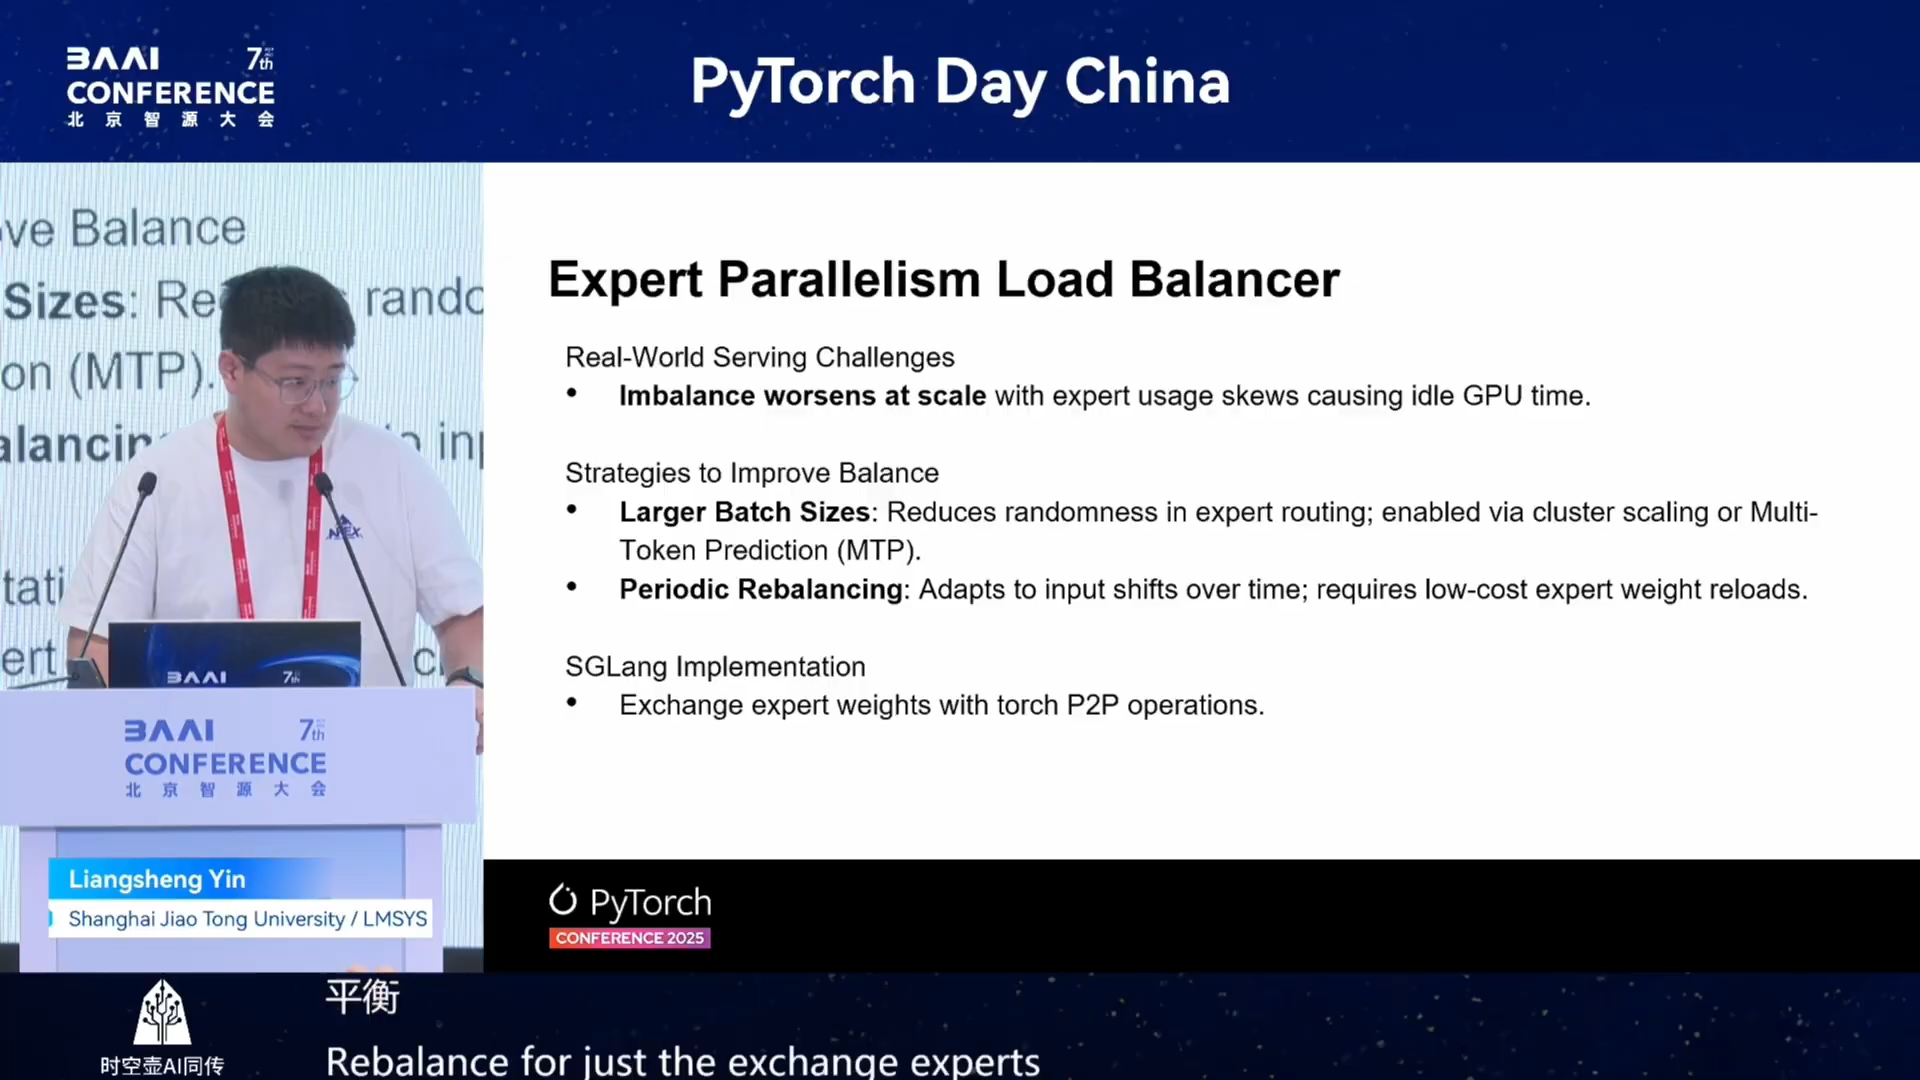 BAAI 7th
CONFERENCE
北京智源大会
PyTorch Day China
ve Balance
Sizes: Re rando
on (MTP).
alancin inp
tati
ert
Expert Parallelism Load Balancer
Real-World Serving Challenges
• Imbalance worsens at scale with expert usage skews causing idle GPU time.
Strategies to Improve Balance
• Larger Batch Sizes: Reduces randomness in expert routing; enabled via cluster scaling or Multi-
Token Prediction (MTP).
• Periodic Rebalancing: Adapts to input shifts over time; requires low-cost expert weight reloads.
SGLang Implementation
• Exchange expert weights with torch P2P operations.
BAAI 7th
BAAI 7th
CONFERENCE
北京智源大会
Liangsheng Yin
Shanghai Jiao Tong University / LMSYS
PyTorch
CONFERENCE 2025
时空壶AI同传
平衡
Rebalance for just the exchange experts